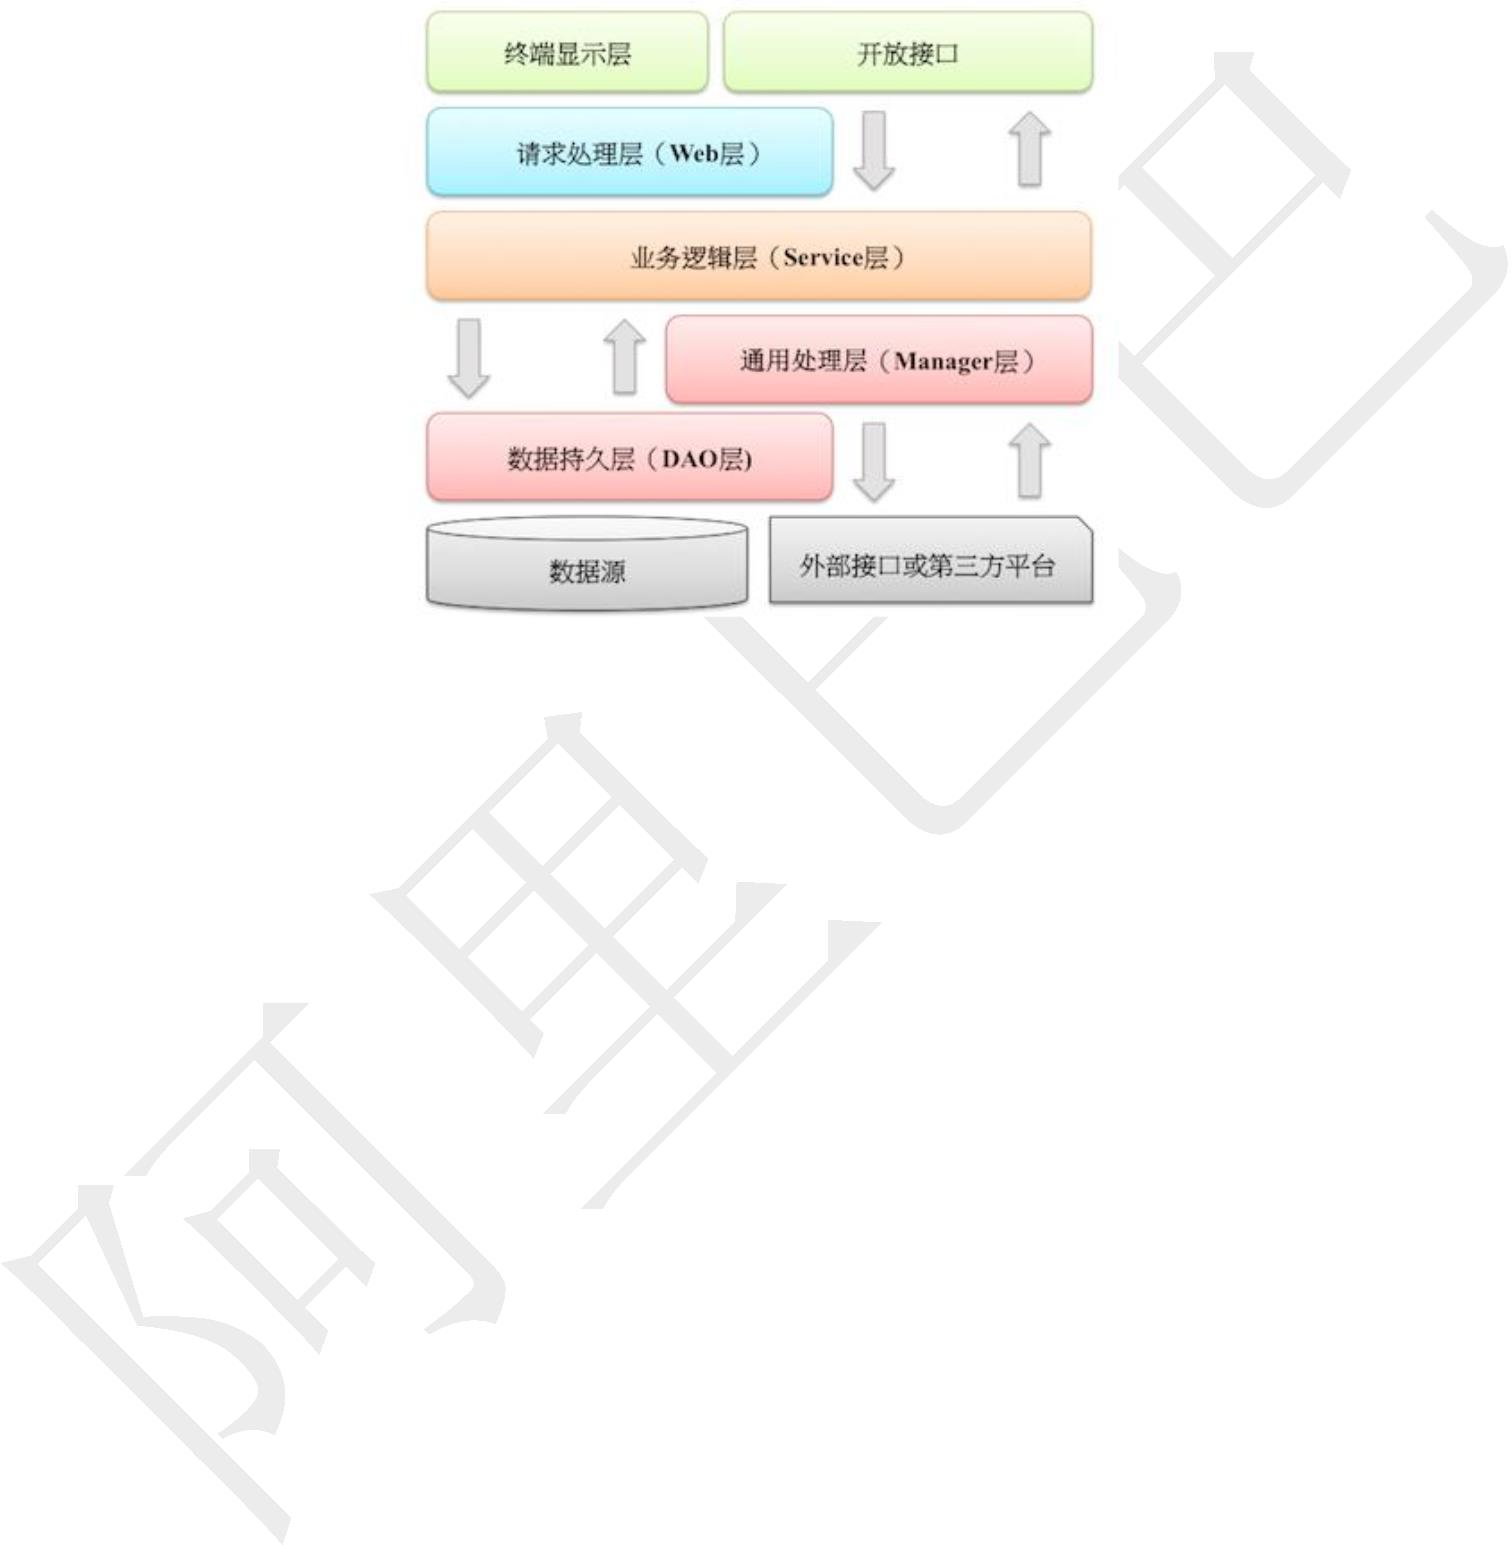 终端显示层 开放接口
请求处理层（Web层）
业务逻辑层（Service层）
通用处理层（Manager层）
数据持久层（DAO层)
数据源 外部接口或第三方平台
阿里巴巴